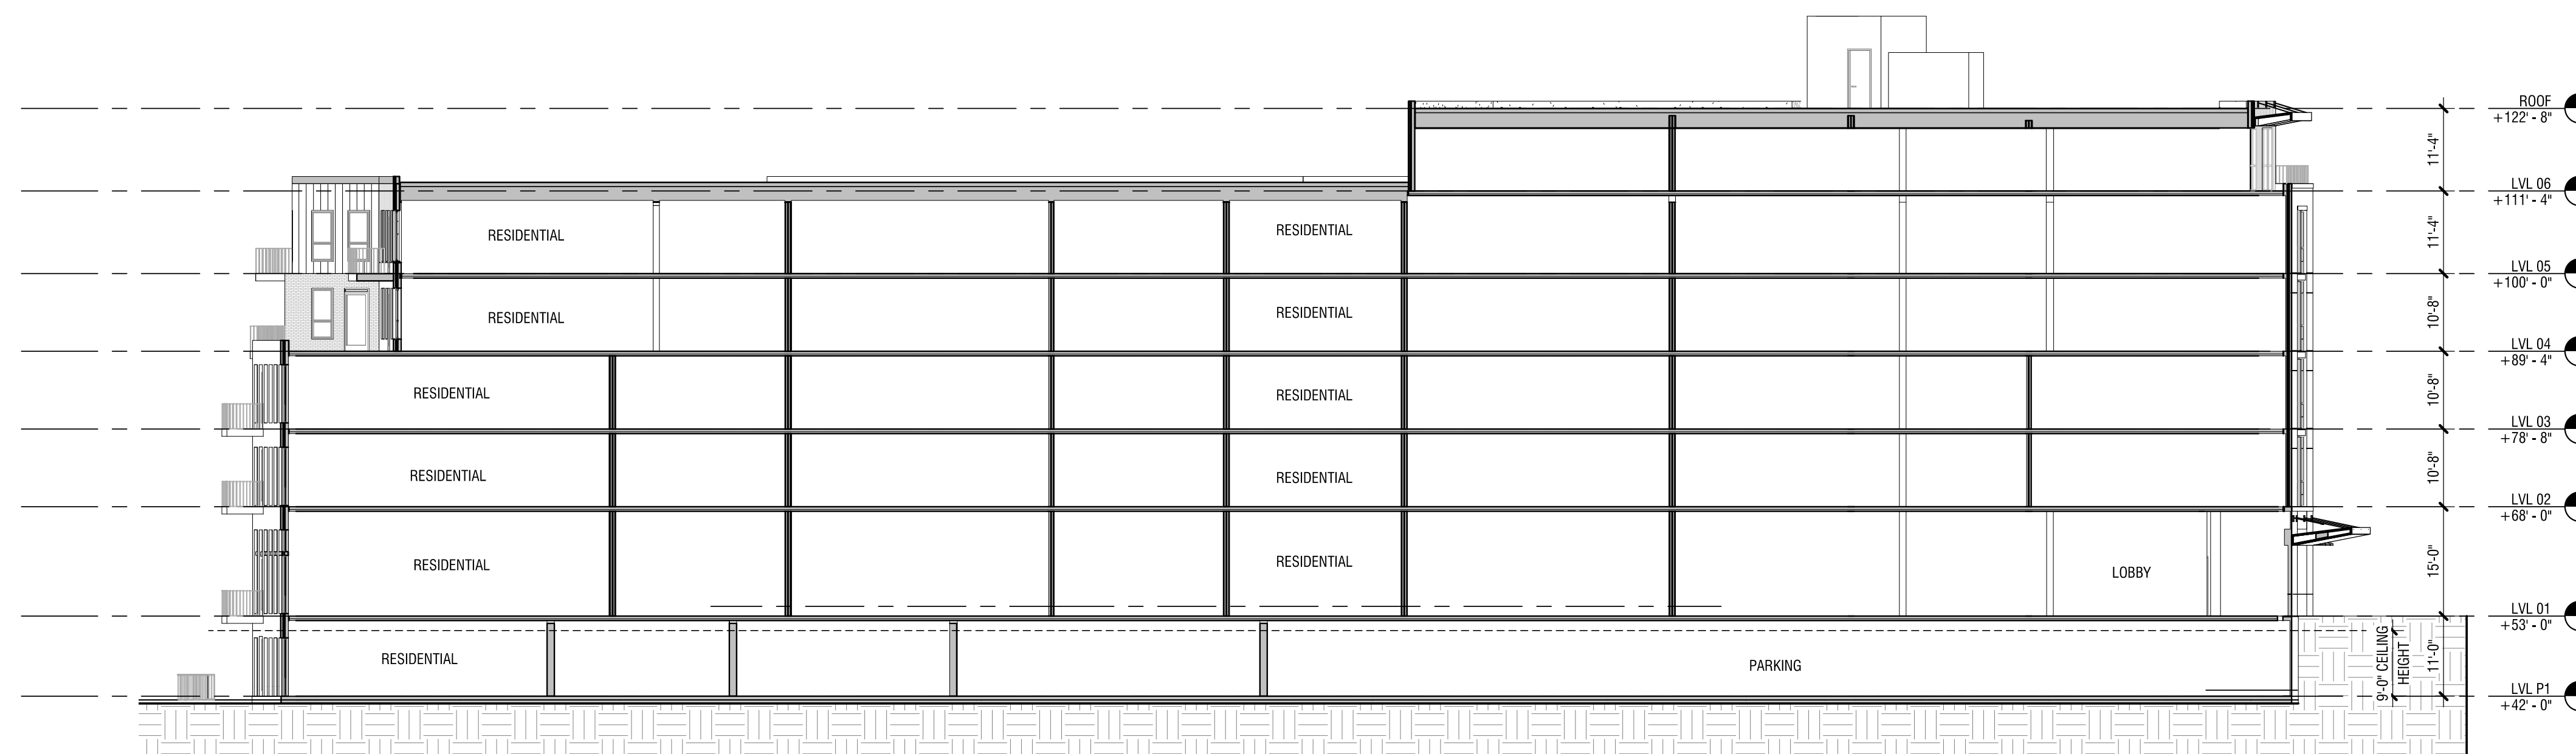 ROOF
+122' - 8"
11'-4"
LVL 06
+111' - 4"
RESIDENTIAL
RESIDENTIAL
11'-4"
LVL 05
+100' - 0"
RESIDENTIAL
RESIDENTIAL
10'-8"
LVL 04
+89' - 4"
RESIDENTIAL
RESIDENTIAL
10'-8"
LVL 03
+78' - 8"
RESIDENTIAL
RESIDENTIAL
10'-8"
LVL 02
+68' - 0"
RESIDENTIAL
RESIDENTIAL
LOBBY
15'-0"
LVL 01
+53' - 0"
RESIDENTIAL
PARKING
9'-0" CEILING
HEIGHT
11'-0"
LVL P1
+42' - 0"